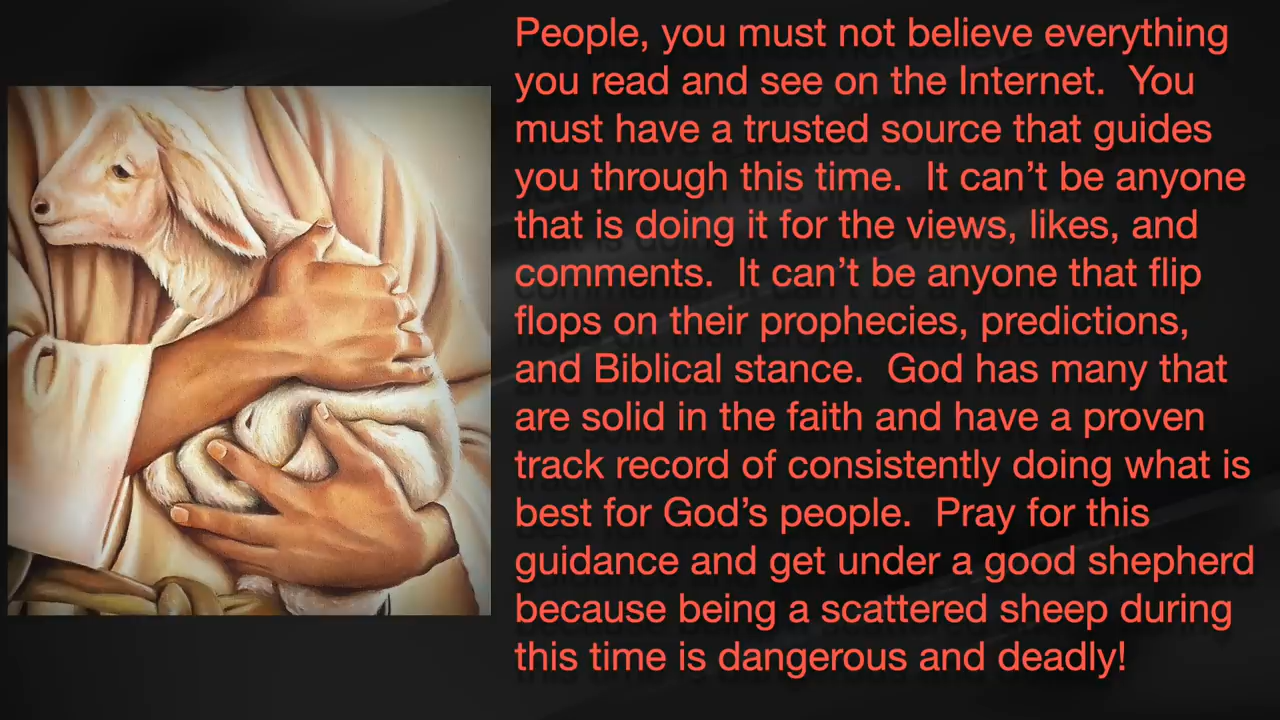 People, you must not believe everything
you read and see on the Internet.  You
must have a trusted source that guides
you through this time.  It can’t be anyone
that is doing it for the views, likes, and
comments.  It can’t be anyone that flip
flops on their prophecies, predictions,
and Biblical stance.  God has many that
are solid in the faith and have a proven
track record of consistently doing what is
best for God’s people.  Pray for this
guidance and get under a good shepherd
because being a scattered sheep during
this time is dangerous and deadly!